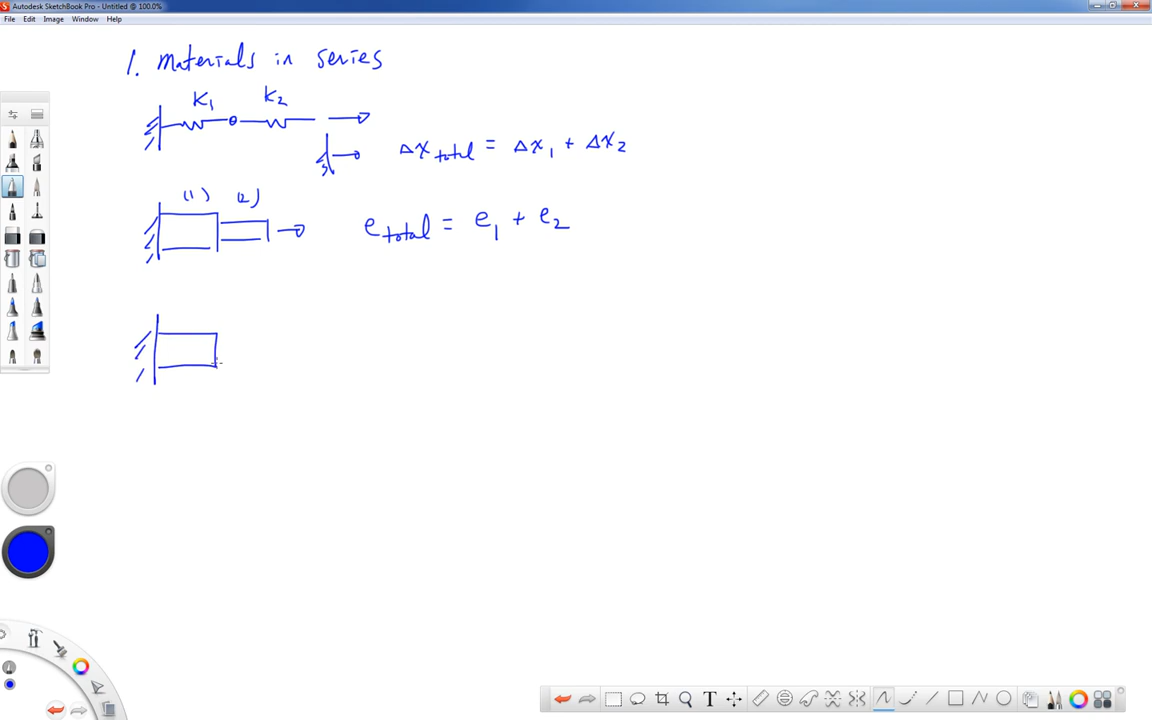 Autodesk SketchBook Pro - Untitled @ 100.0%
File Edit Image Window Help
1. Materials in series
K1 K2
Δx total = Δx1 + Δx2
(1) (2)
e total = e1 + e2
T